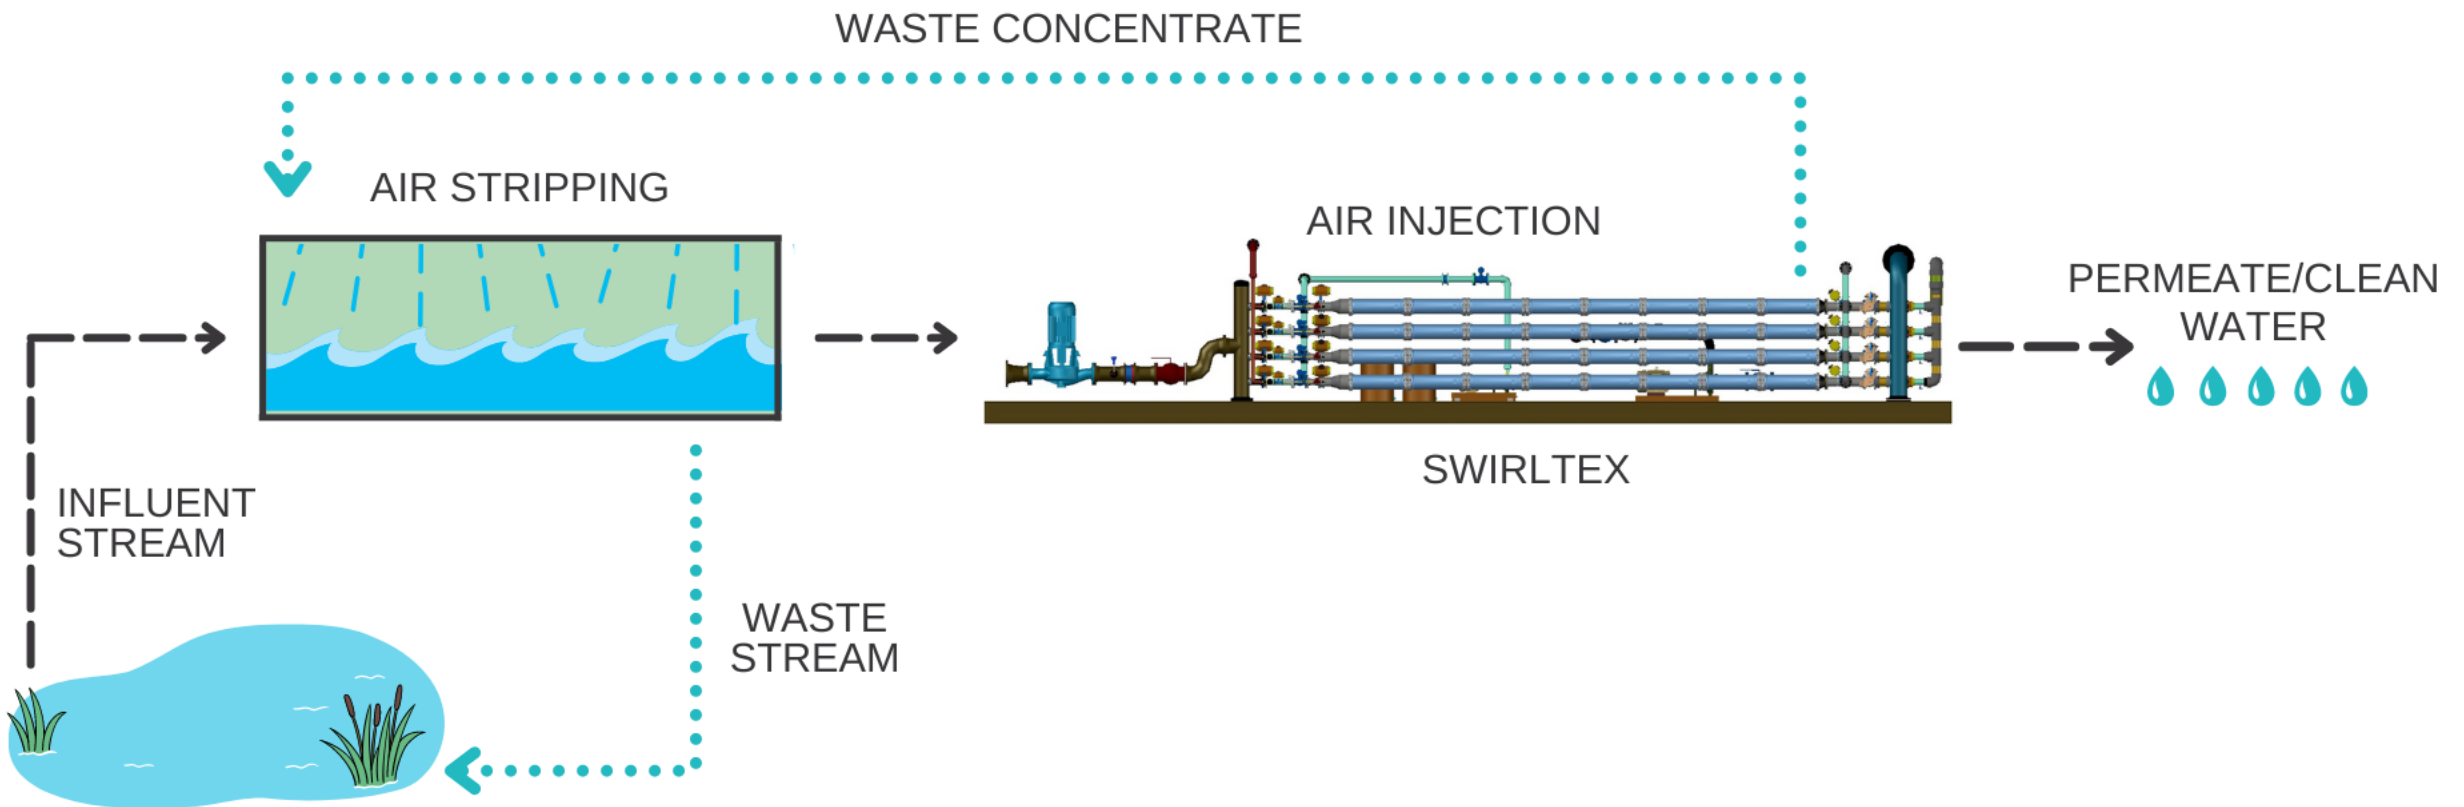 WASTE CONCENTRATE
AIR STRIPPING
AIR INJECTION
PERMEATE/CLEAN
WATER
SWIRLTEX
INFLUENT
STREAM
WASTE
STREAM